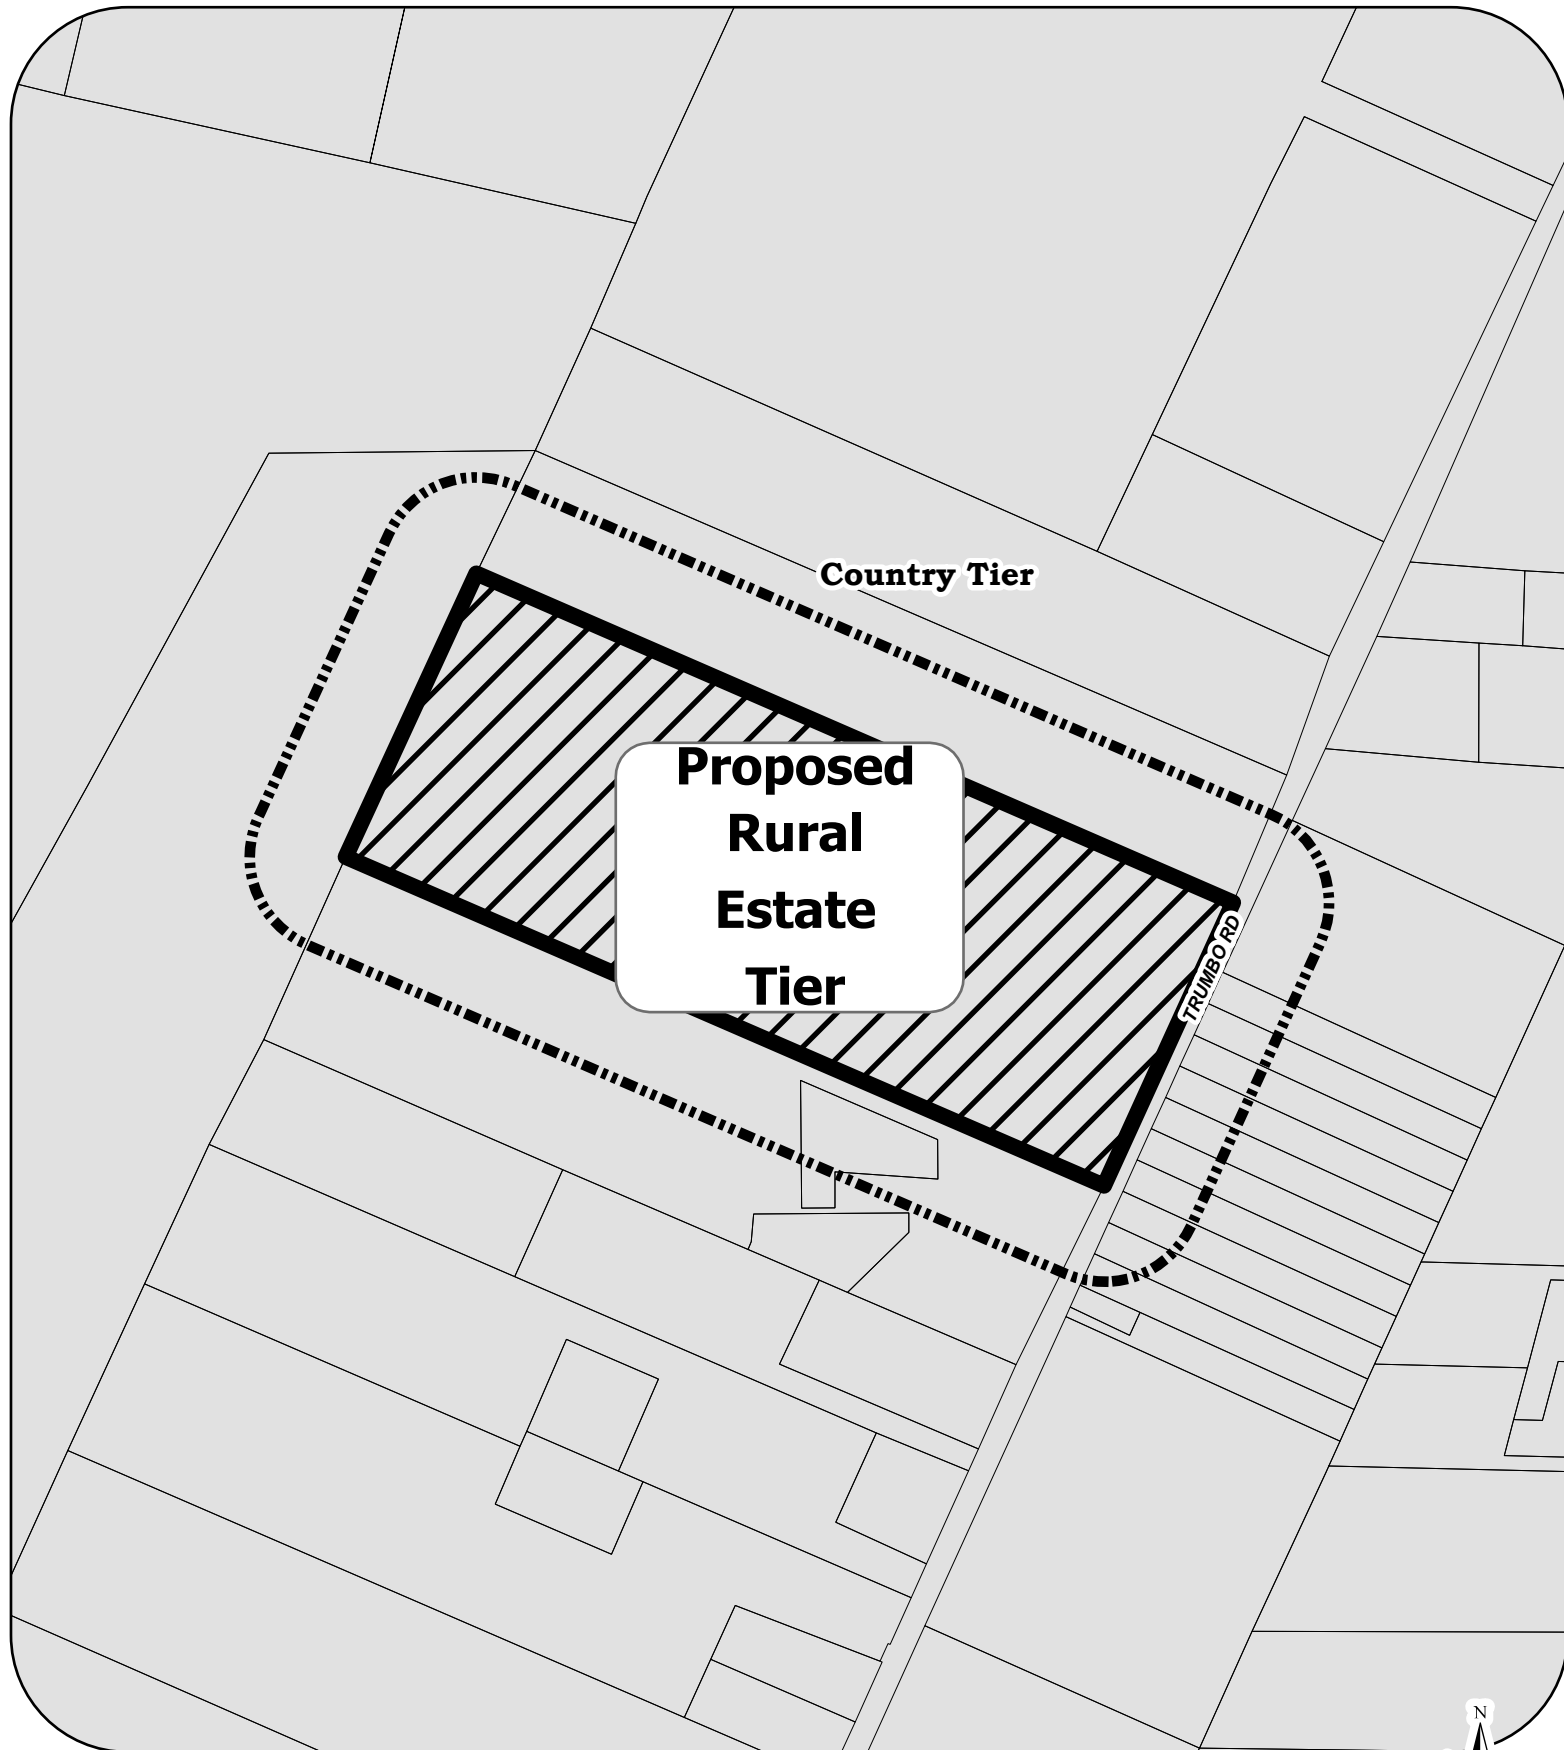 Country Tier
Proposed
Rural
Estate
Tier
TRUMBO RD
N